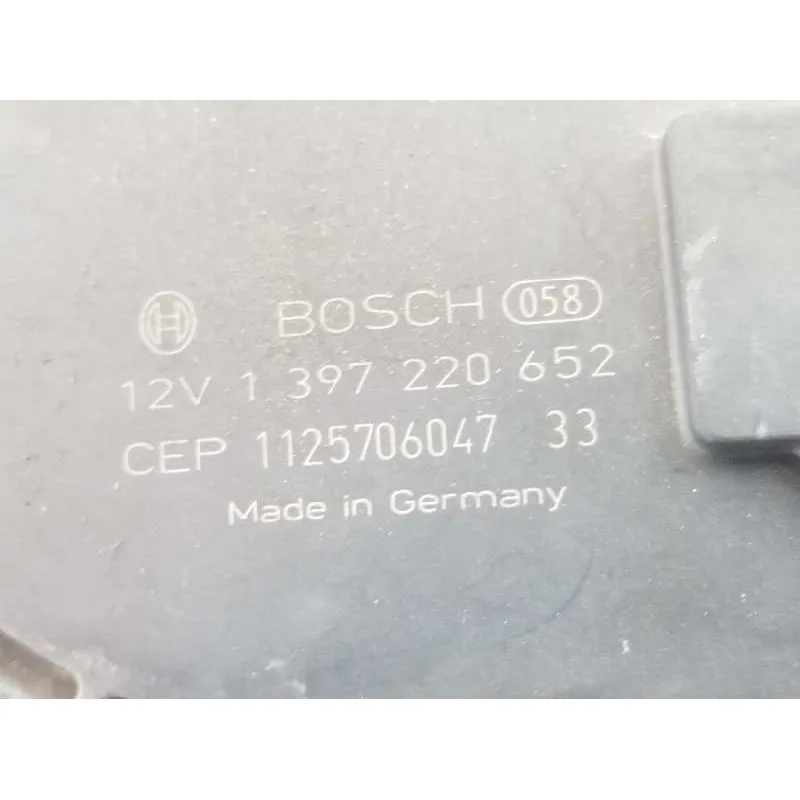 BOSCH 058
12V 1 397 220 652
CEP 1125706047 33
Made in Germany